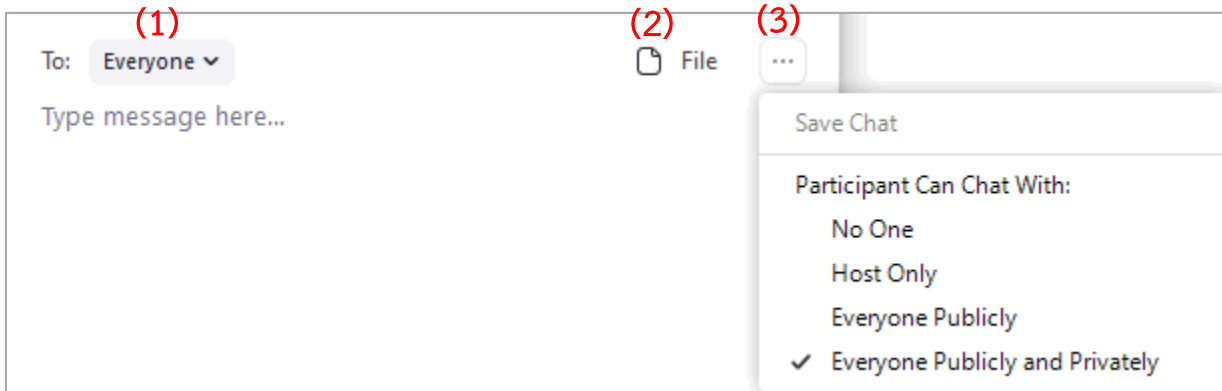 (1) (2) (3)
To: Everyone File ...
Type message here...
Save Chat
Participant Can Chat With:
No One
Host Only
Everyone Publicly
Everyone Publicly and Privately